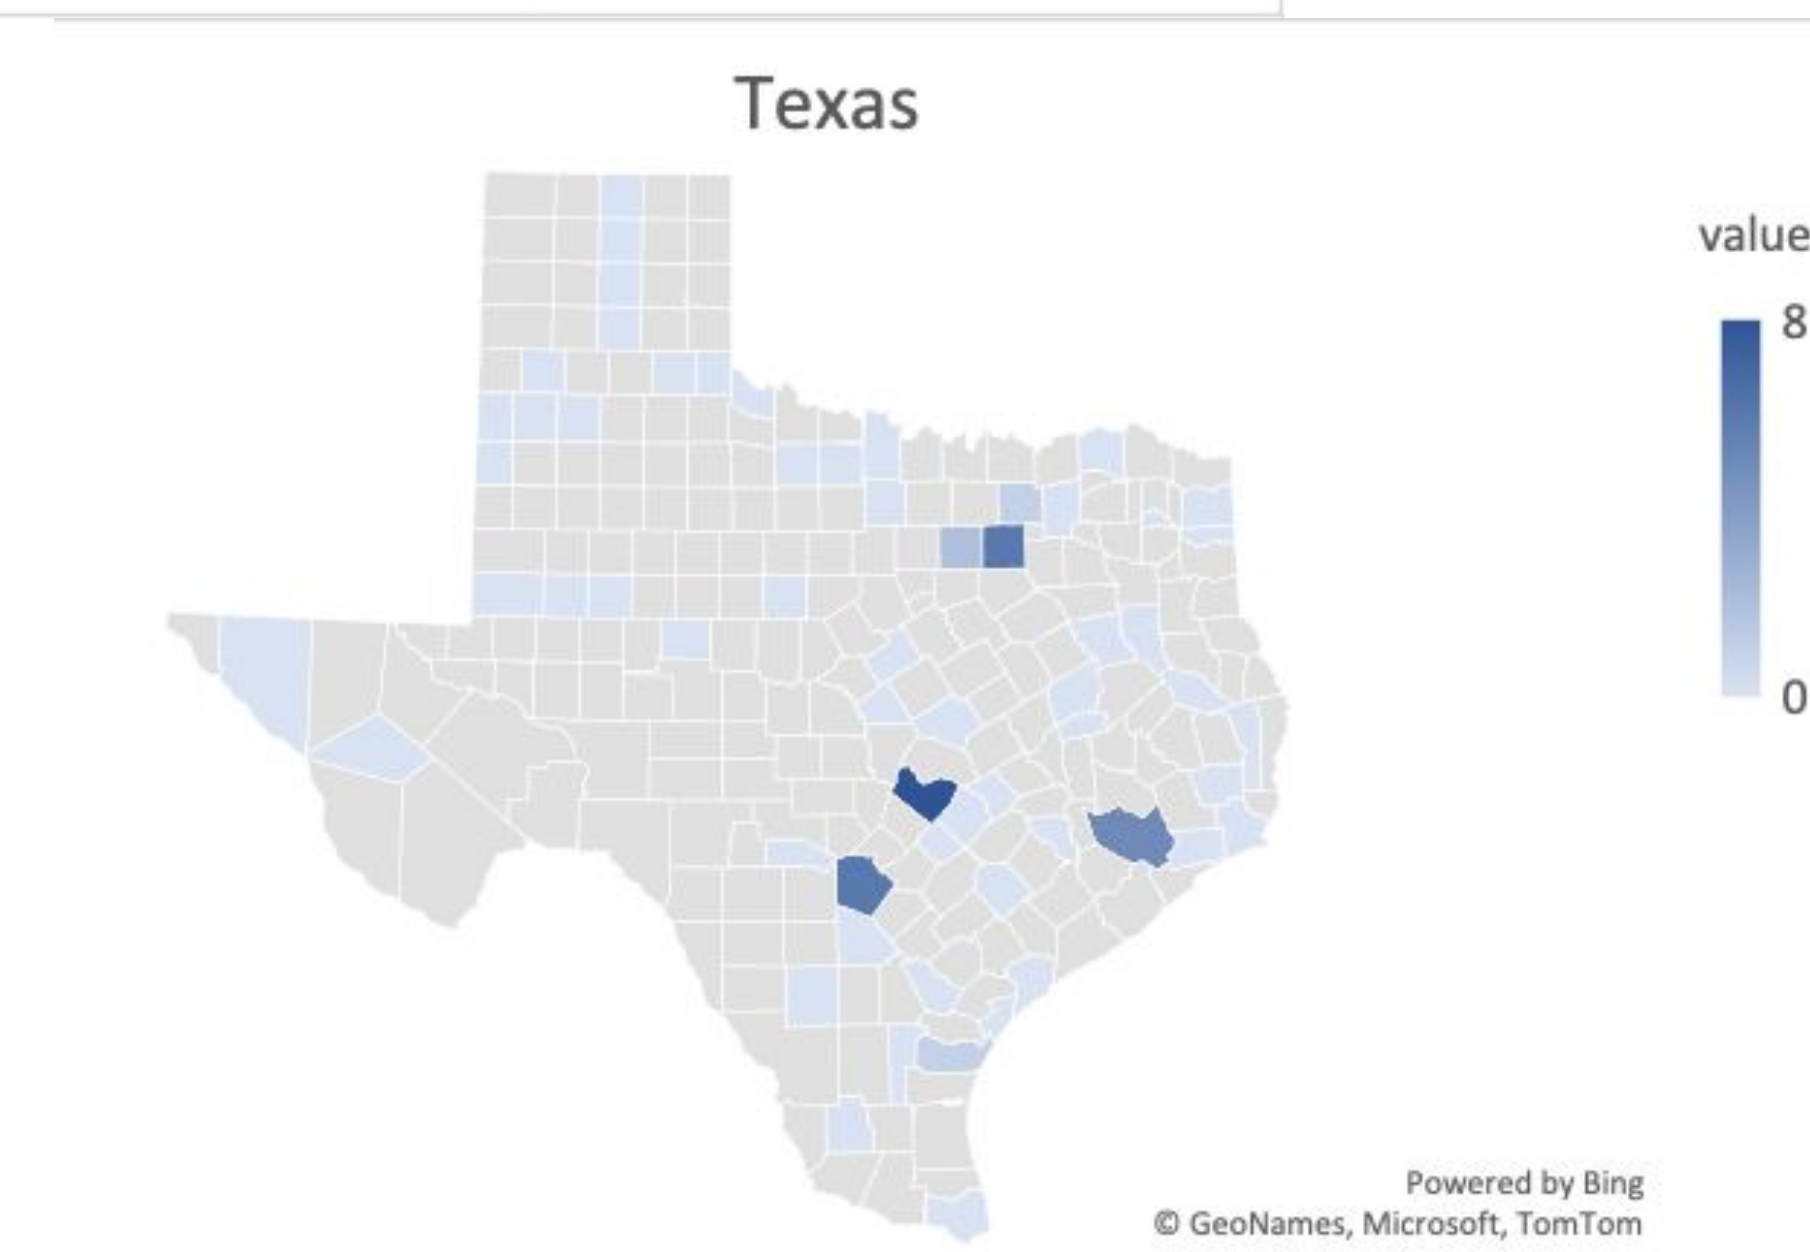 Texas
value
8
0
Powered by Bing
© GeoNames, Microsoft, TomTom